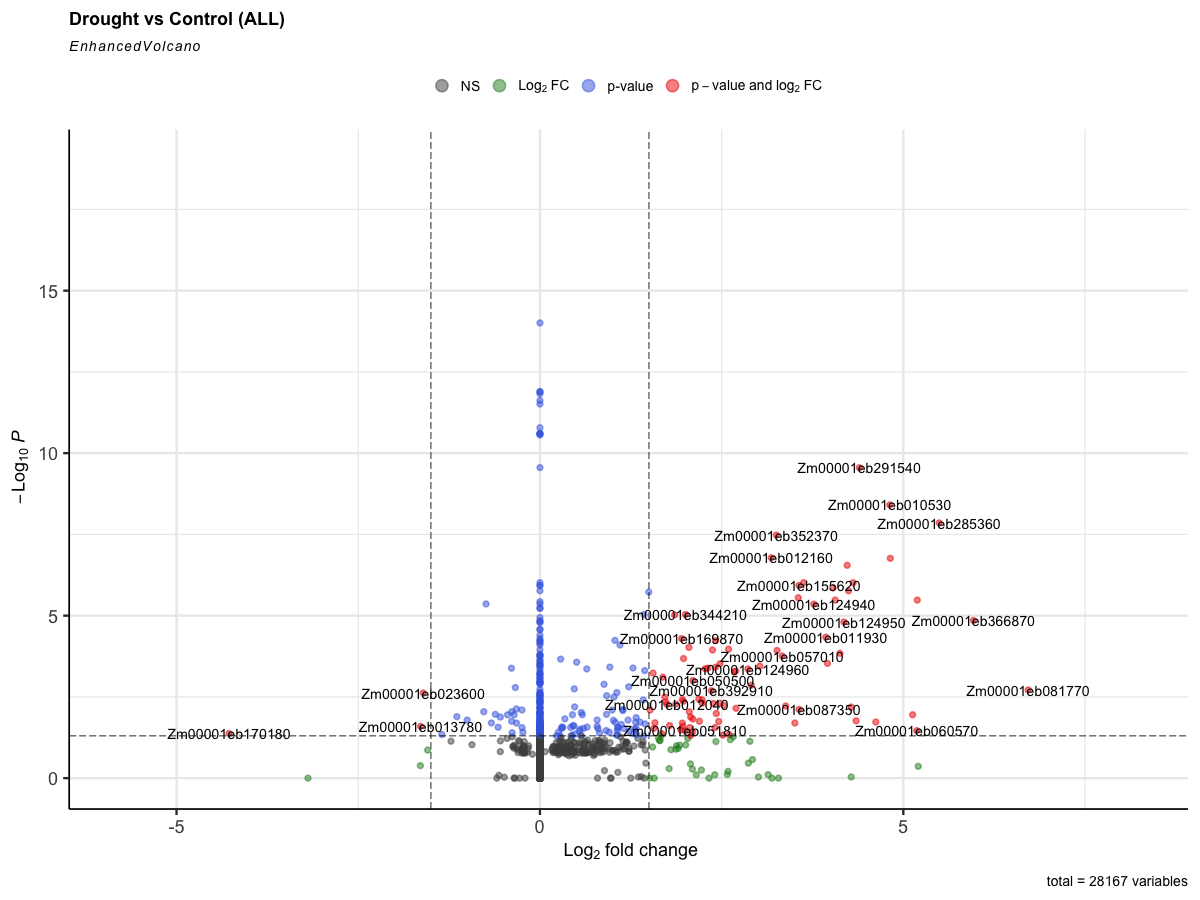 Drought vs Control (ALL)
EnhancedVolcano
NS Log2 FC p-value p – value and log2 FC
15
10
5
0
– Log10 P
Zm00001eb291540
Zm00001eb010530
Zm00001eb285360
Zm00001eb352370
Zm00001eb012160
Zm00001eb155620
Zm00001eb124940
Zm00001eb344210
Zm00001eb124950
Zm00001eb366870
Zm00001eb169870
Zm00001eb011930
Zm00001eb057010
Zm00001eb124960
Zm00001eb050500
Zm00001eb392910
Zm00001eb081770
Zm00001eb023600
Zm00001eb012040
Zm00001eb087350
Zm00001eb013780
Zm00001eb051810
Zm00001eb060570
Zm00001eb170180
-5 0 5
Log2 fold change
total = 28167 variables